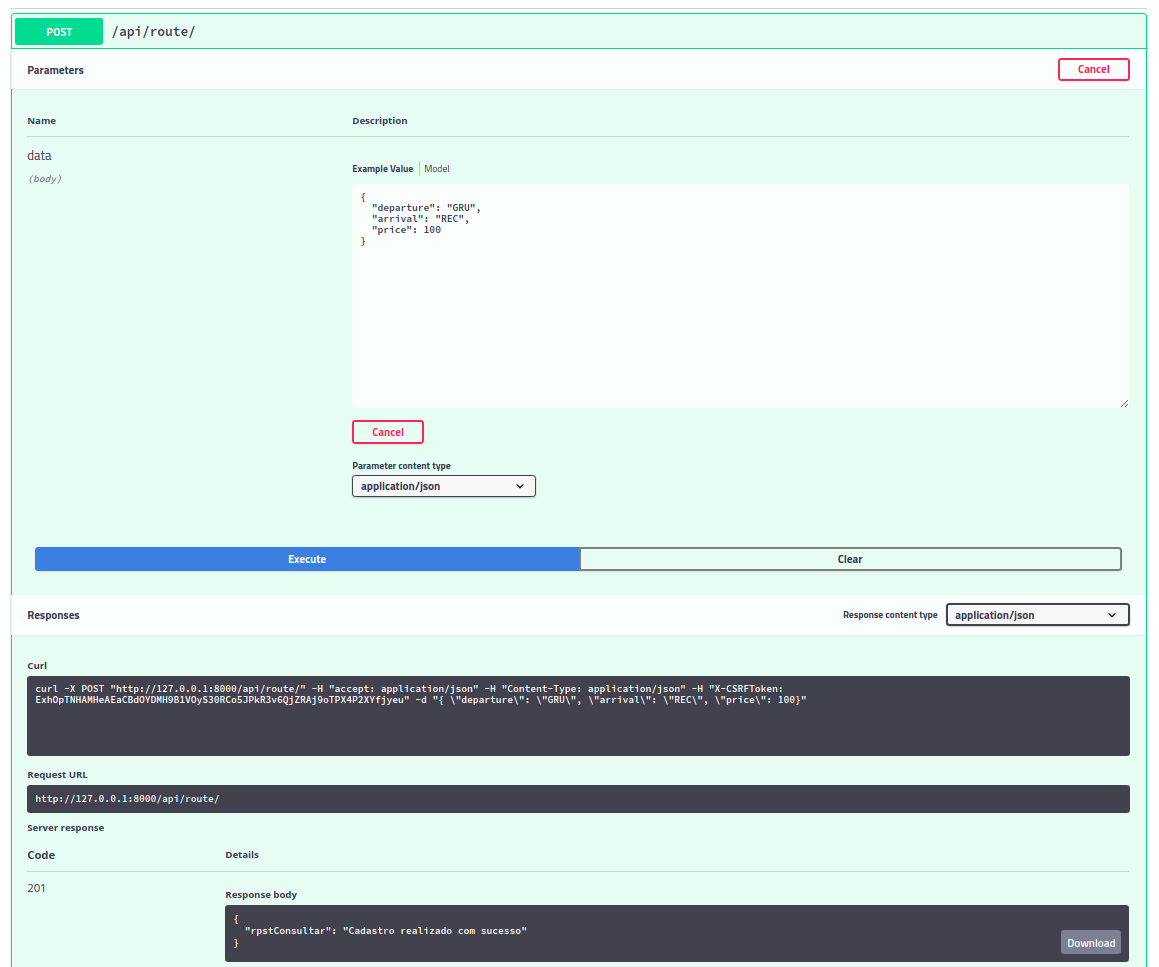 POST /api/route/
Parameters Cancel
Name Description
data
(body)
Example Value Model
{
"departure": "GRU",
"arrival": "REC",
"price": 100
}
Cancel
Parameter content type
application/json
Execute Clear
Responses Response content type application/json
Curl
curl -X POST "http://127.0.0.1:8000/api/route/" -H "accept: application/json" -H "Content-Type: application/json" -H "X-CSRFToken:
ExhOpTNHAMHeAEaCBdOYDMH9B1VOyS30RCo5JPkR3v6QjZRAj9oTPX4P2XYfjyeu" -d "{ \"departure\": \"GRU\", \"arrival\": \"REC\", \"price\": 100}"
Request URL
http://127.0.0.1:8000/api/route/
Server response
Code Details
201
Response body
{
"rpstConsultar": "Cadastro realizado com sucesso"
}
Download